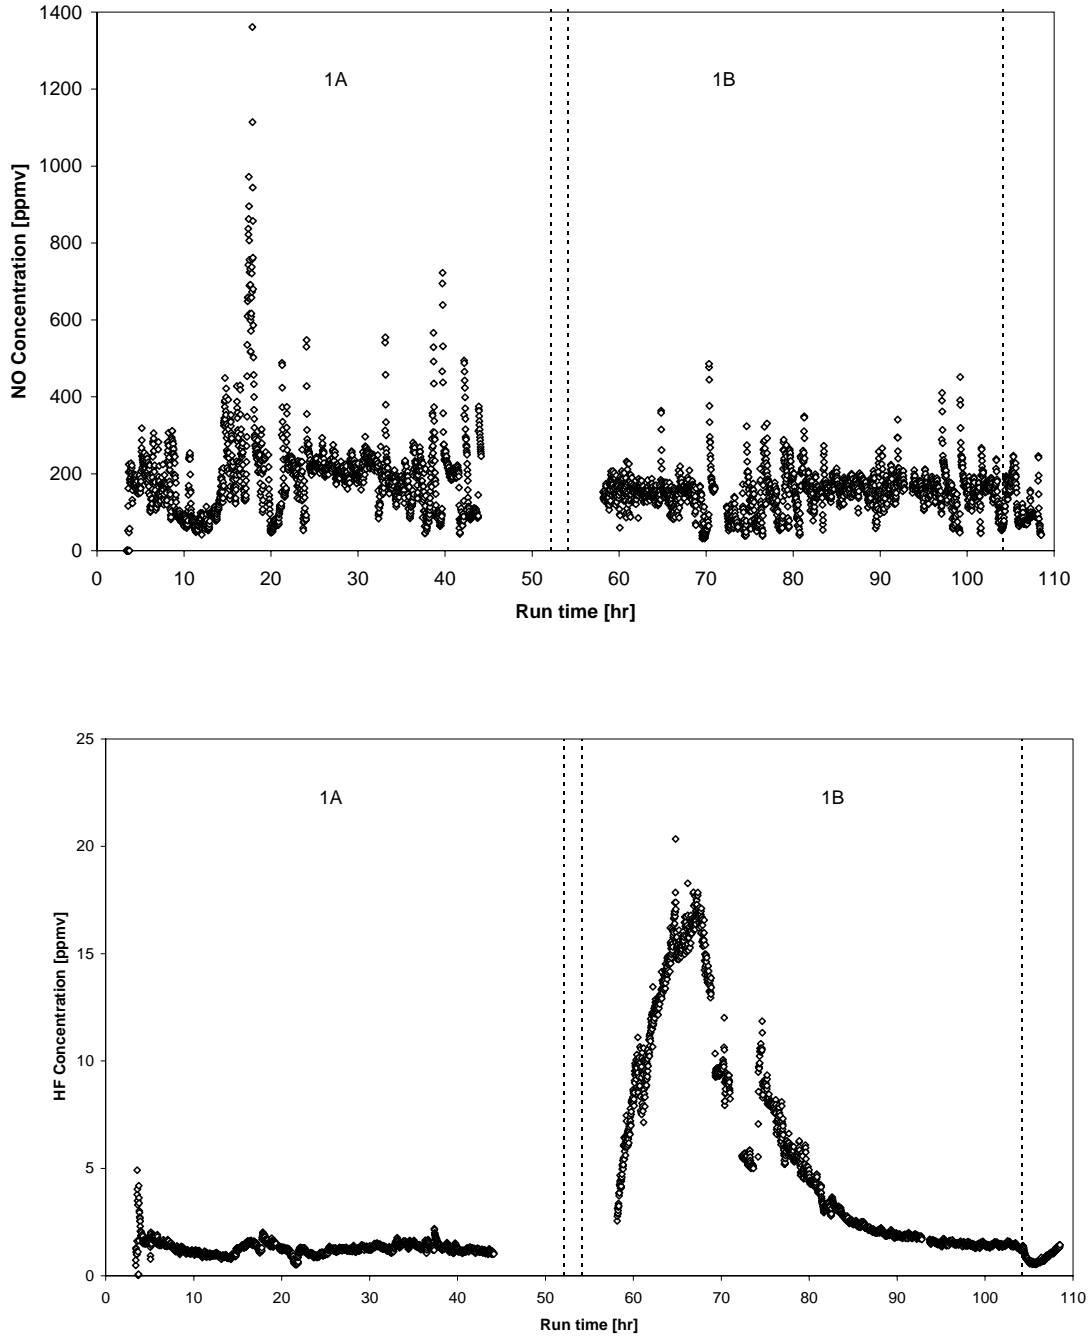 1400
1200
1000
800
600
400
200
0
NO Concentration [ppmv]
1A
1B
0 10 20 30 40 50 60 70 80 90 100 110
Run time [hr]
25
20
15
10
5
0
HF Concentration [ppmv]
1A
1B
0 10 20 30 40 50 60 70 80 90 100 110
Run time [hr]